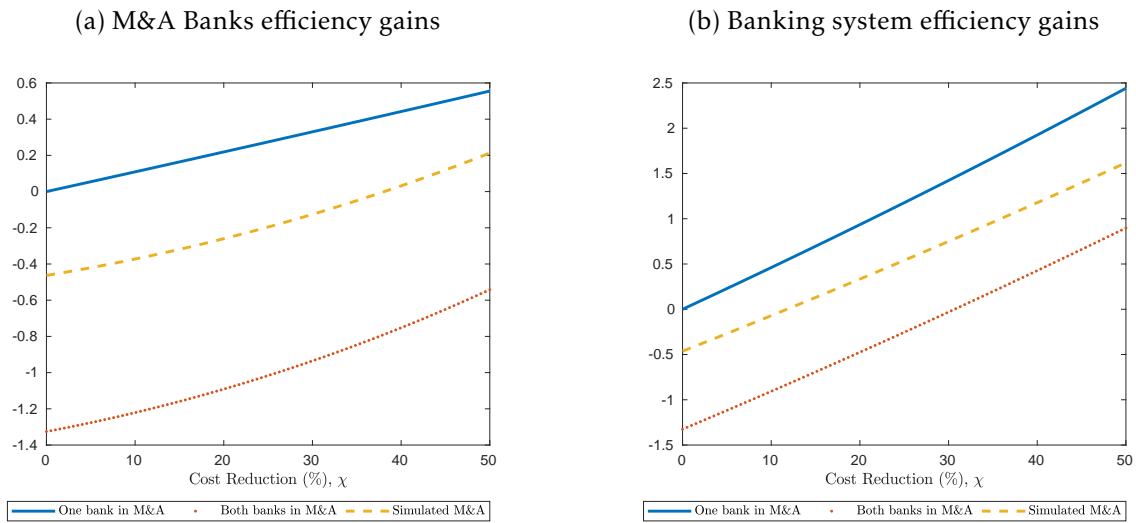 (a) M&A Banks efficiency gains
0.6
0.4
0.2
0
-0.2
-0.4
-0.6
-0.8
-1
-1.2
-1.4
0 10 20 30 40 50
Cost Reduction (%), χ
One bank in M&A Both banks in M&A Simulated M&A
(b) Banking system efficiency gains
2.5
2
1.5
1
0.5
0
-0.5
-1
-1.5
0 10 20 30 40 50
Cost Reduction (%), χ
One bank in M&A Both banks in M&A Simulated M&A